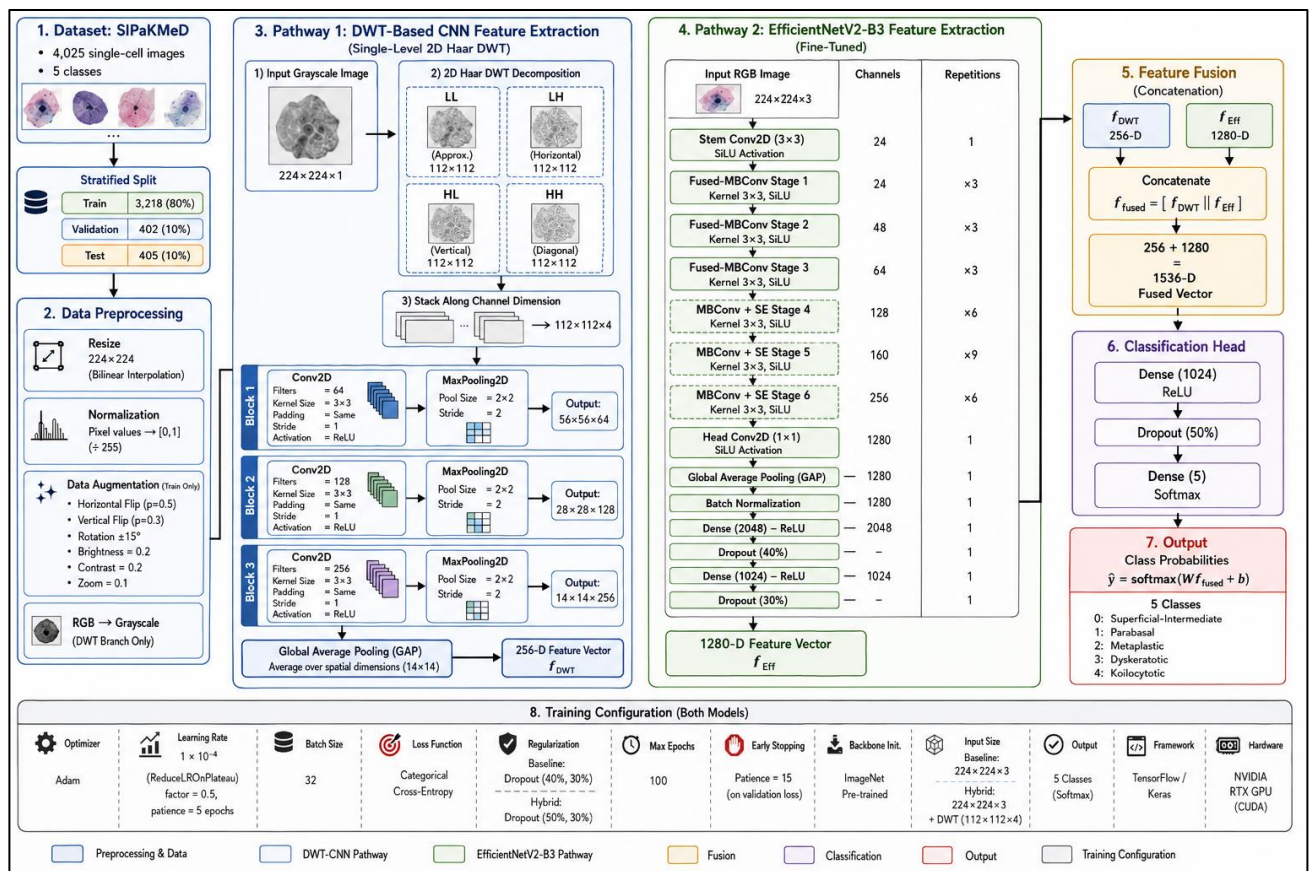 1. Dataset: SIPaKMeD
• 4,025 single-cell images
• 5 classes
...
Stratified Split
Train 3,218 (80%)
Validation 402 (10%)
Test 405 (10%)
2. Data Preprocessing
Resize
224×224
(Bilinear Interpolation)
Normalization
Pixel values → [0,1]
(÷ 255)
Data Augmentation (Train Only)
• Horizontal Flip (p=0.5)
• Vertical Flip (p=0.3)
• Rotation ±15°
• Brightness = 0.2
• Contrast = 0.2
• Zoom = 0.1
RGB → Grayscale
(DWT Branch Only)
3. Pathway 1: DWT-Based CNN Feature Extraction
(Single-Level 2D Haar DWT)
1) Input Grayscale Image
224×224×1
2) 2D Haar DWT Decomposition
LL
(Approx.)
112×112
LH
(Horizontal)
112×112
HL
(Vertical)
112×112
HH
(Diagonal)
112×112
3) Stack Along Channel Dimension
... → 112×112×4
Block 1
Conv2D
Filters = 64
Kernel Size = 3×3
Padding = Same
Stride = 1
Activation = ReLU
MaxPooling2D
Pool Size = 2×2
Stride = 2
Output:
56×56×64
Block 2
Conv2D
Filters = 128
Kernel Size = 3×3
Padding = Same
Stride = 1
Activation = ReLU
MaxPooling2D
Pool Size = 2×2
Stride = 2
Output:
28×28×128
Block 3
Conv2D
Filters = 256
Kernel Size = 3×3
Padding = Same
Stride = 1
Activation = ReLU
MaxPooling2D
Pool Size = 2×2
Stride = 2
Output:
14×14×256
Global Average Pooling (GAP)
Average over spatial dimensions (14×14)
256-D Feature Vector
f DWT
4. Pathway 2: EfficientNetV2-B3 Feature Extraction
(Fine-Tuned)
Input RGB Image Channels Repetitions
224×224×3
Stem Conv2D (3×3) 24 1
SiLU Activation
Fused-MBConv Stage 1 24 ×3
Kernel 3×3, SiLU
Fused-MBConv Stage 2 48 ×3
Kernel 3×3, SiLU
Fused-MBConv Stage 3 64 ×3
Kernel 3×3, SiLU
MBConv + SE Stage 4 128 ×6
Kernel 3×3, SiLU
MBConv + SE Stage 5 160 ×9
Kernel 3×3, SiLU
MBConv + SE Stage 6 256 ×6
Kernel 3×3, SiLU
Head Conv2D (1×1) 1280 1
SiLU Activation
Global Average Pooling (GAP) — 1280 1
Batch Normalization — 1280 1
Dense (2048) – ReLU — 2048 1
Dropout (40%) — – 1
Dense (1024) – ReLU — 1024 1
Dropout (30%) — – 1
1280-D Feature Vector
f Eff
5. Feature Fusion
(Concatenation)
f DWT
256-D
f Eff
1280-D
Concatenate
f fused = [ f DWT || f Eff ]
256 + 1280
=
1536-D
Fused Vector
6. Classification Head
Dense (1024)
ReLU
Dropout (50%)
Dense (5)
Softmax
7. Output
Class Probabilities
ŷ = softmax(Wf fused + b)
5 Classes
0: Superficial-Intermediate
1: Parabasal
2: Metaplastic
3: Dyskeratotic
4: Koilocytotic
8. Training Configuration (Both Models)
Optimizer
Adam
Learning Rate
1 × 10⁻⁴
(ReduceLROnPlateau)
factor = 0.5,
patience = 5 epochs
Batch Size
32
Loss Function
Categorical
Cross-Entropy
Regularization
Baseline:
Dropout (40%, 30%)
Hybrid:
Dropout (50%, 30%)
Max Epochs
100
Early Stopping
Patience = 15
(on validation loss)
Backbone Init.
ImageNet
Pre-trained
Input Size
Baseline:
224×224×3
Hybrid:
224×224×3
+ DWT (112×112×4)
Output
5 Classes
(Softmax)
Framework
TensorFlow /
Keras
Hardware
NVIDIA
RTX GPU
(CUDA)
Preprocessing & Data
DWT-CNN Pathway
EfficientNetV2-B3 Pathway
Fusion
Classification
Output
Training Configuration